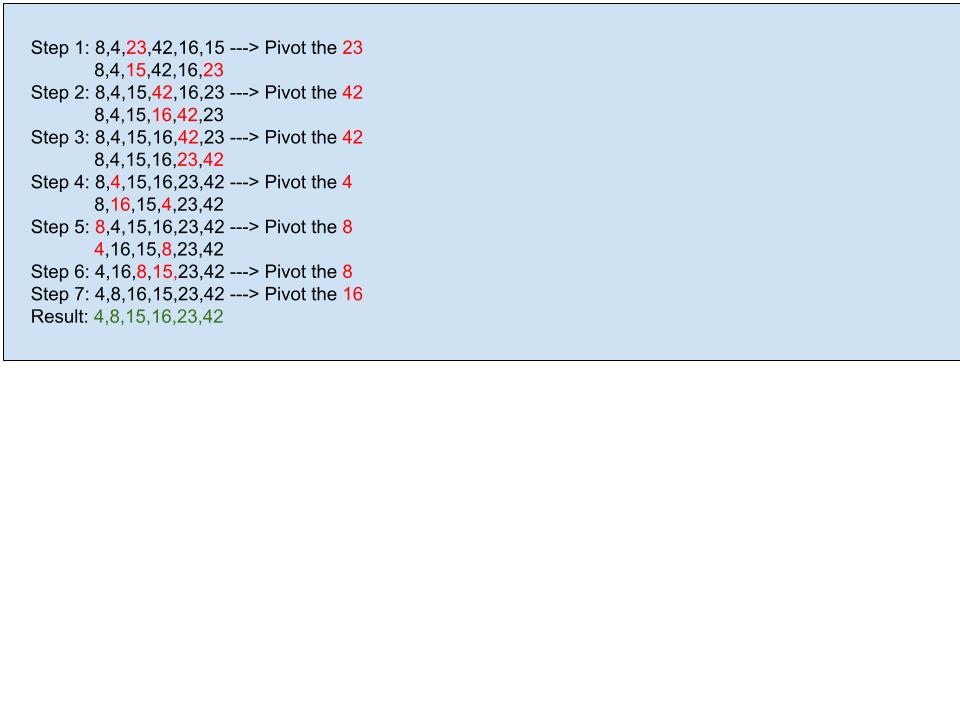 Step 1: 8,4,23,42,16,15 ---> Pivot the 23
8,4,15,42,16,23
Step 2: 8,4,15,42,16,23 ---> Pivot the 42
8,4,15,16,42,23
Step 3: 8,4,15,16,42,23 ---> Pivot the 42
8,4,15,16,23,42
Step 4: 8,4,15,16,23,42 ---> Pivot the 4
8,16,15,4,23,42
Step 5: 8,4,15,16,23,42 ---> Pivot the 8
4,16,15,8,23,42
Step 6: 4,16,8,15,23,42 ---> Pivot the 8
Step 7: 4,8,16,15,23,42 ---> Pivot the 16
Result: 4,8,15,16,23,42